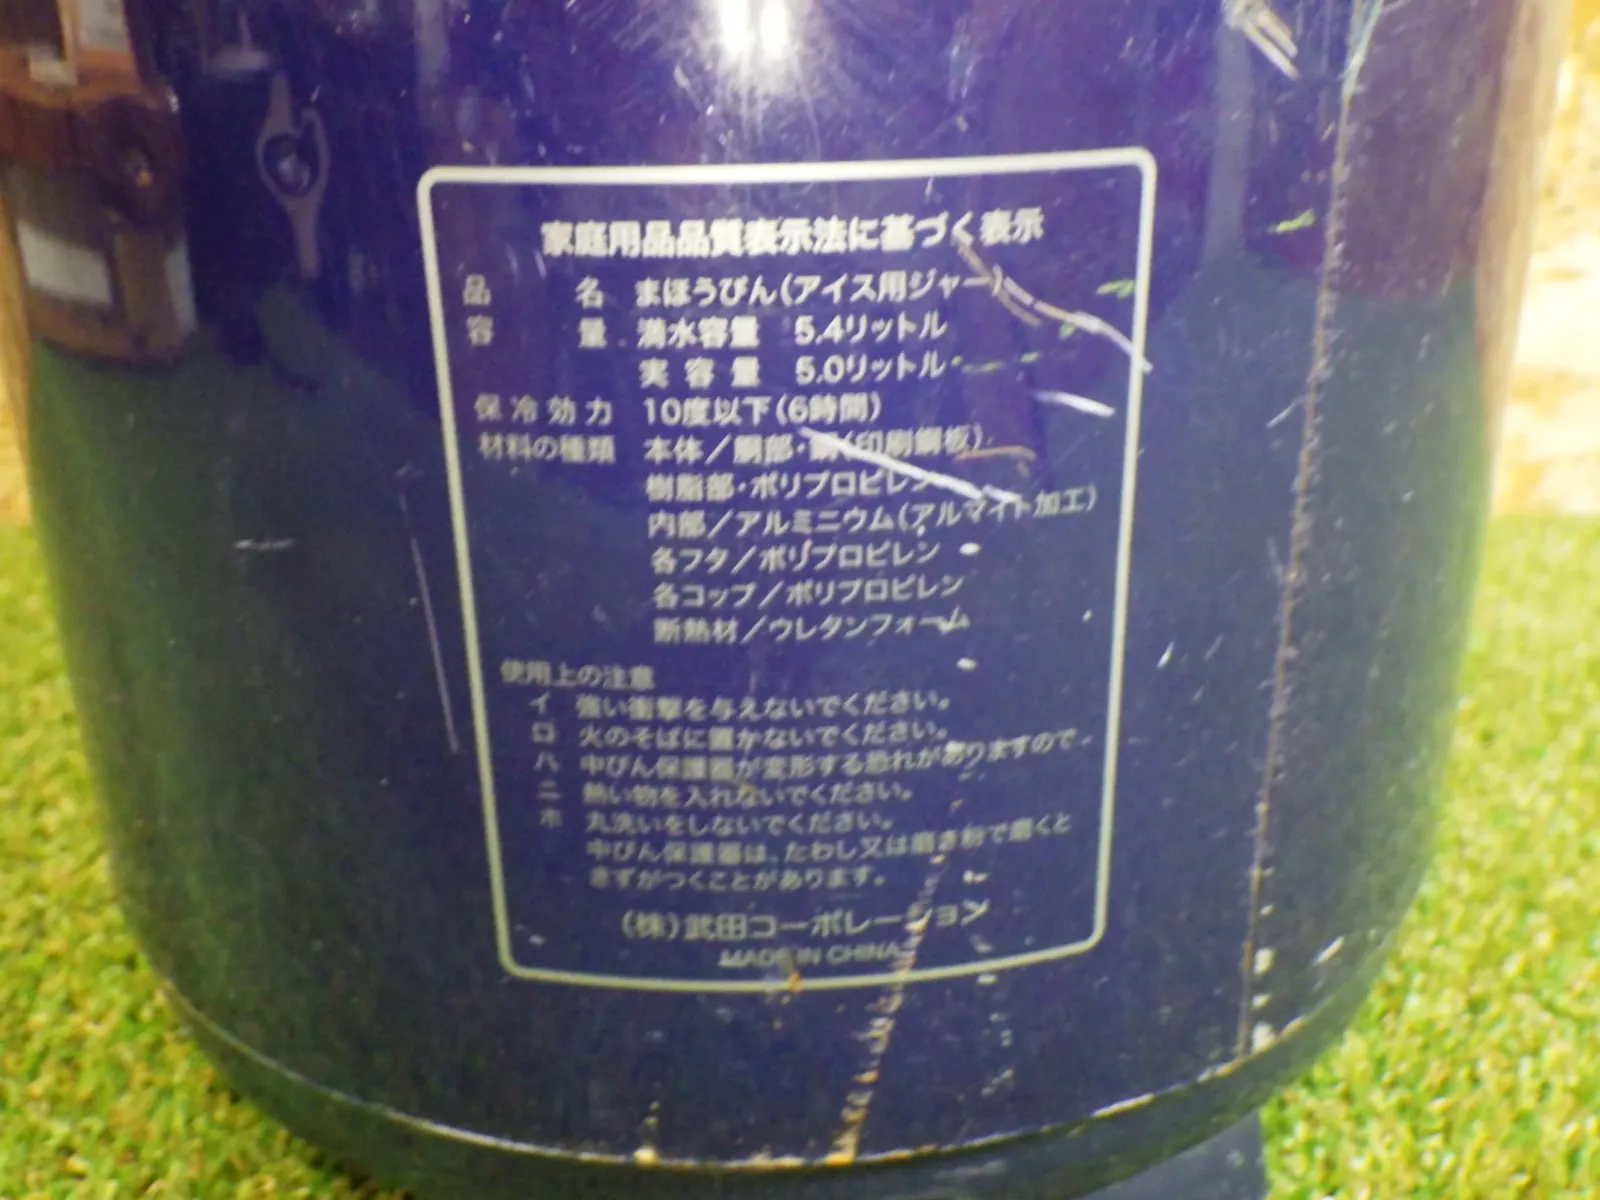 家庭用品品質表示法に基づく表示
品名 まほうびん(アイス用ジャー)
容量 満水容量 5.4リットル
実容量 5.0リットル
保冷効力 10度以下(6時間)
材料の種類 本体/胴部・鋼(印刷鋼板)
樹脂部・ポリプロピレン
内部/アルミニウム(アルマイト加工)
各フタ/ポリプロピレン
各コップ/ポリプロピレン
断熱材/ウレタンフォーム
使用上の注意
イ 強い衝撃を与えないでください。
ロ 火のそばに置かないでください。
ハ 中びん保護器が変形する恐れがありますので
ニ 熱い物を入れないでください。
ホ 丸洗いをしないでください。
中びん保護器は、たわし又は磨き粉で磨くと
きずがつくことがあります。
(株)武田コーポレーション
MADE IN CHINA